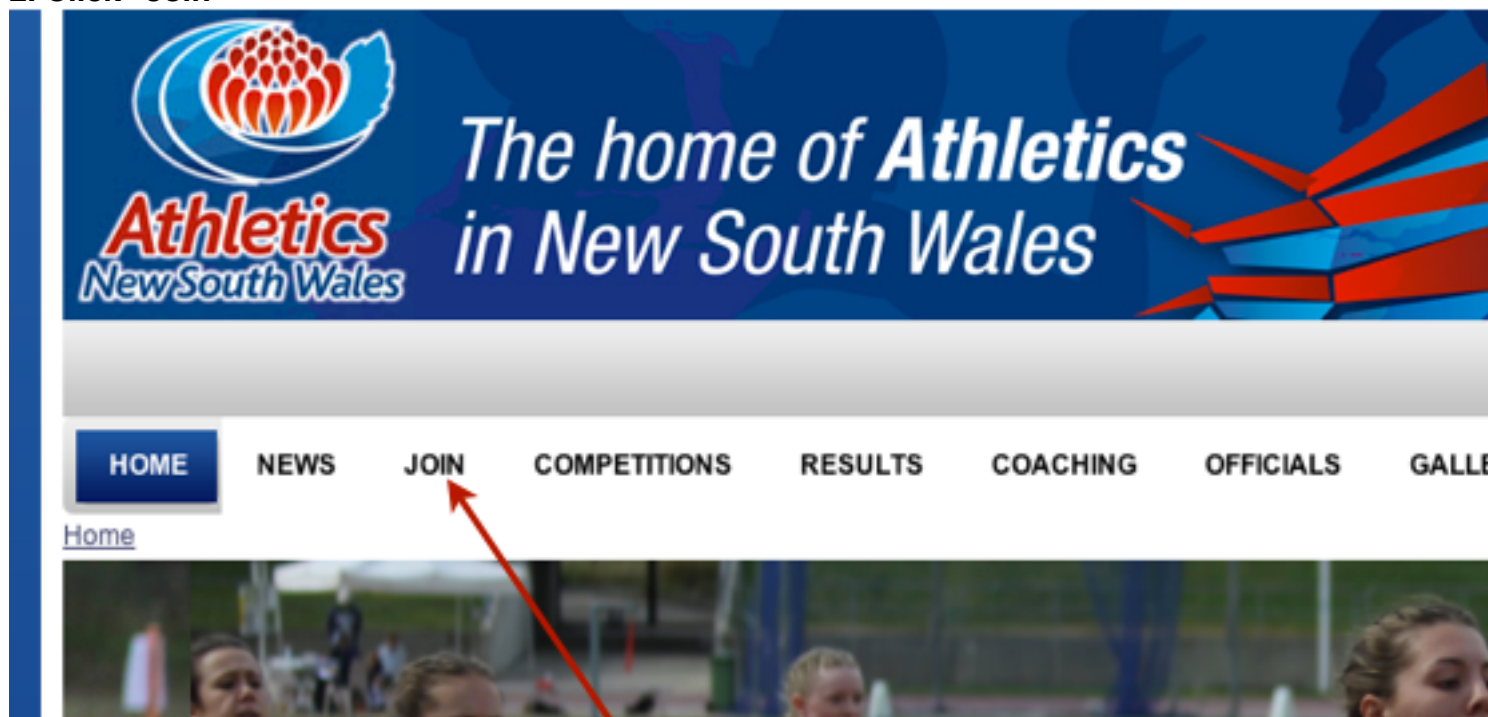 Athletics
New South Wales
The home of Athletics
in New South Wales
HOME NEWS JOIN COMPETITIONS RESULTS COACHING OFFICIALS
Home